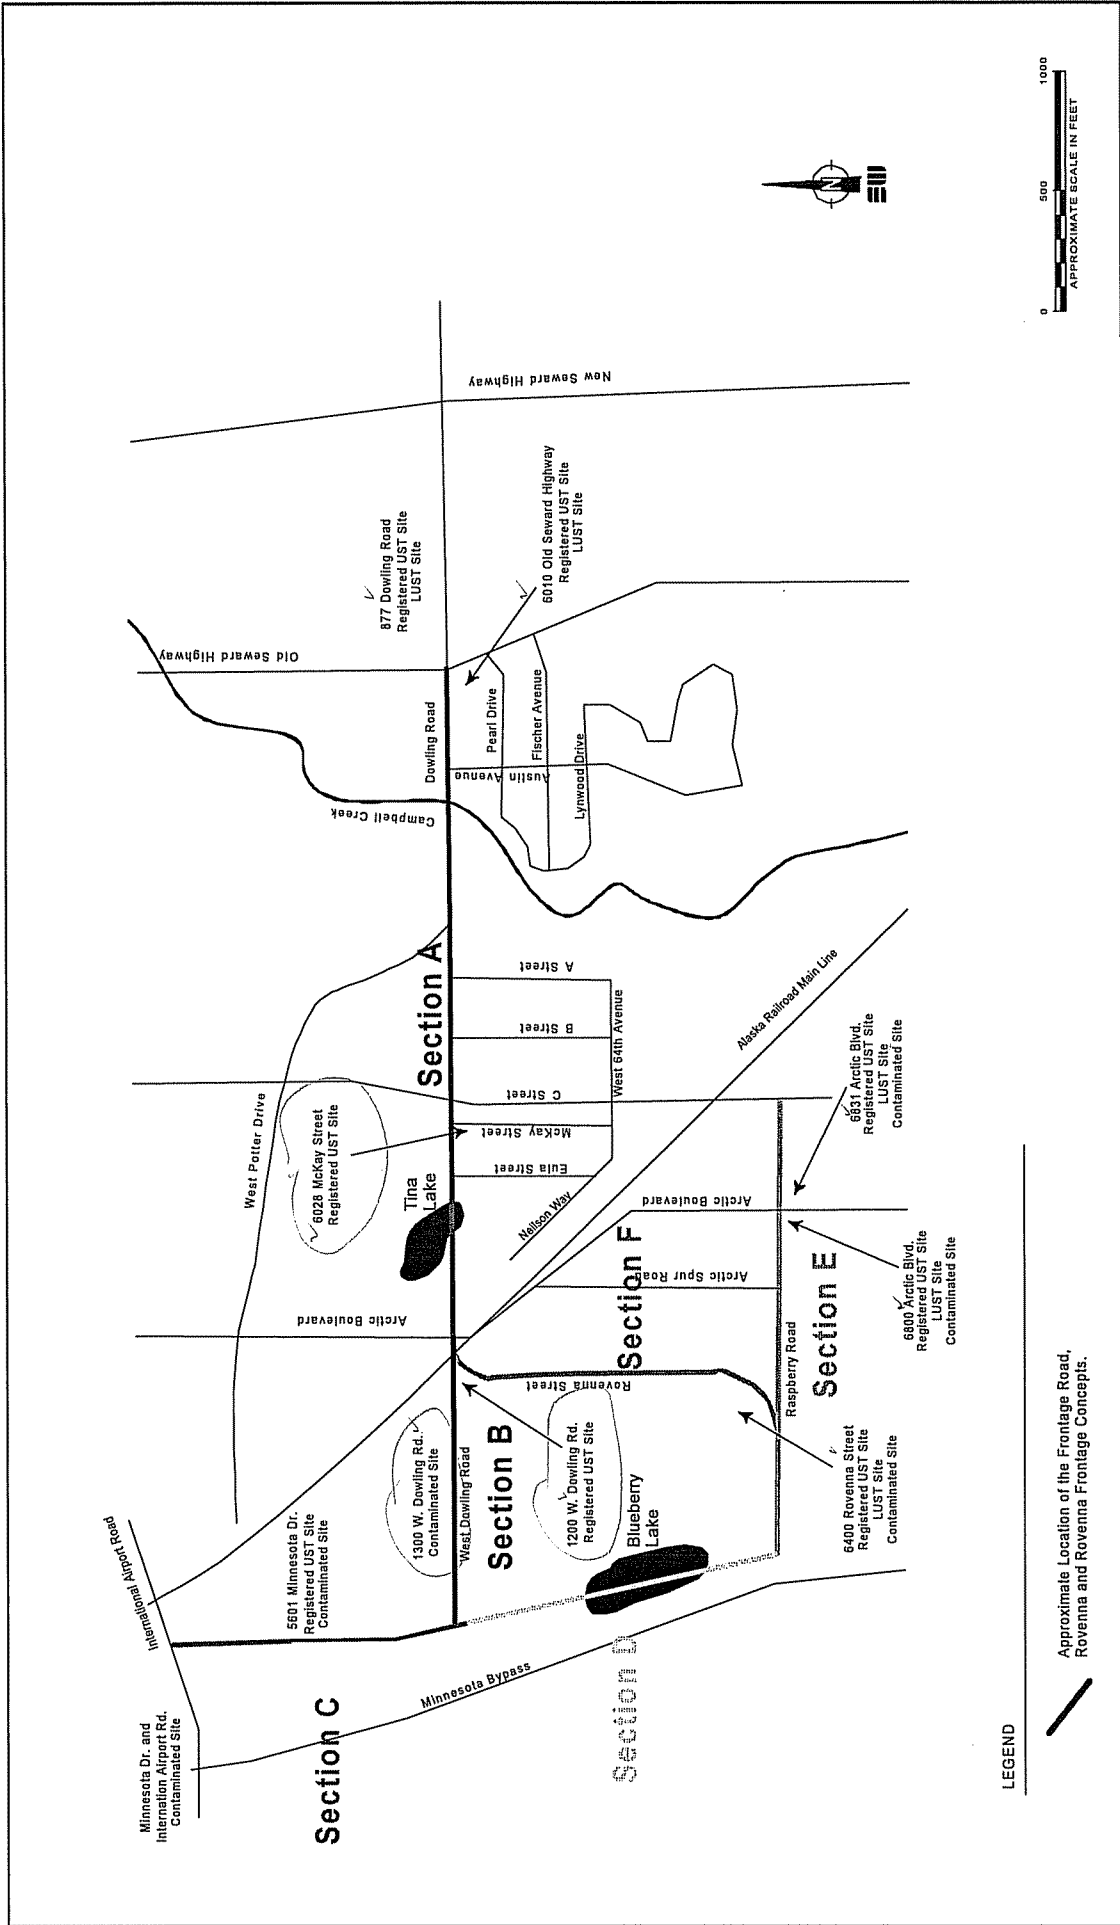 Minnesota Dr. and
Internation Airport Rd.
Contaminated Site
International Airport Road
5601 Minnesota Dr.
Registered UST Site
Contaminated Site
Section C
Minnesota Bypass
Section D
West Potter Drive
Arctic Boulevard
1300 W. Dowling Rd.
Contaminated Site
West Dowling Road
Section B
1200 W. Dowling Rd.
Registered UST Site
Blueberry
Lake
Rovenna Street
6400 Rovenna Street
Registered UST Site
LUST Site
Contaminated Site
Raspberry Road
Section E
Section F
Arctic Spur Road
Arctic Boulevard
6800 Arctic Blvd.
Registered UST Site
LUST Site
Contaminated Site
6831 Arctic Blvd.
Registered UST Site
LUST Site
Contaminated Site
Alaska Railroad Main Line
6028 McKay Street
Registered UST Site
Tina
Lake
Section A
Neilson Way
Eula Street
McKay Street
C Street
B Street
A Street
West 64th Avenue
Campbell Creek
Dowling Road
Old Seward Highway
877 Dowling Road
Registered UST Site
LUST Site
6010 Old Seward Highway
Registered UST Site
LUST Site
Pearl Drive
Fischer Avenue
Austin Avenue
Lynwood Drive
New Seward Highway
N
0 500 1000
APPROXIMATE SCALE IN FEET
LEGEND
Approximate Location of the Frontage Road,
Rovenna and Rovenna Frontage Concepts.